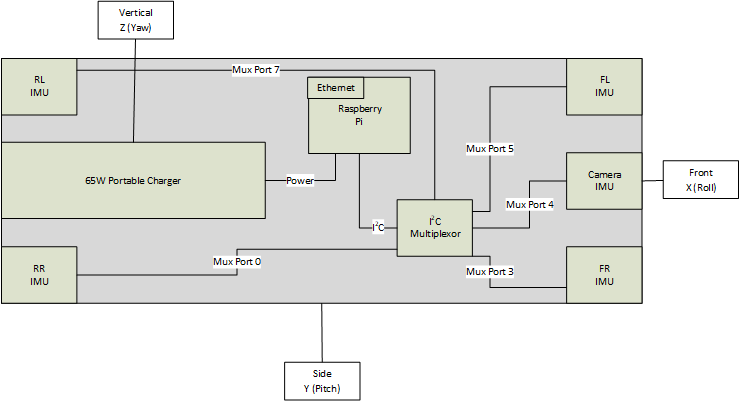 Vertical
Z (Yaw)
RL
IMU
Mux Port 7
Ethernet
Raspberry
Pi
FL
IMU
Mux Port 5
65W Portable Charger
Power
Camera
IMU
Front
X (Roll)
Mux Port 4
I²C
Multiplexor
I²C
RR
IMU
Mux Port 0
Mux Port 3
FR
IMU
Side
Y (Pitch)